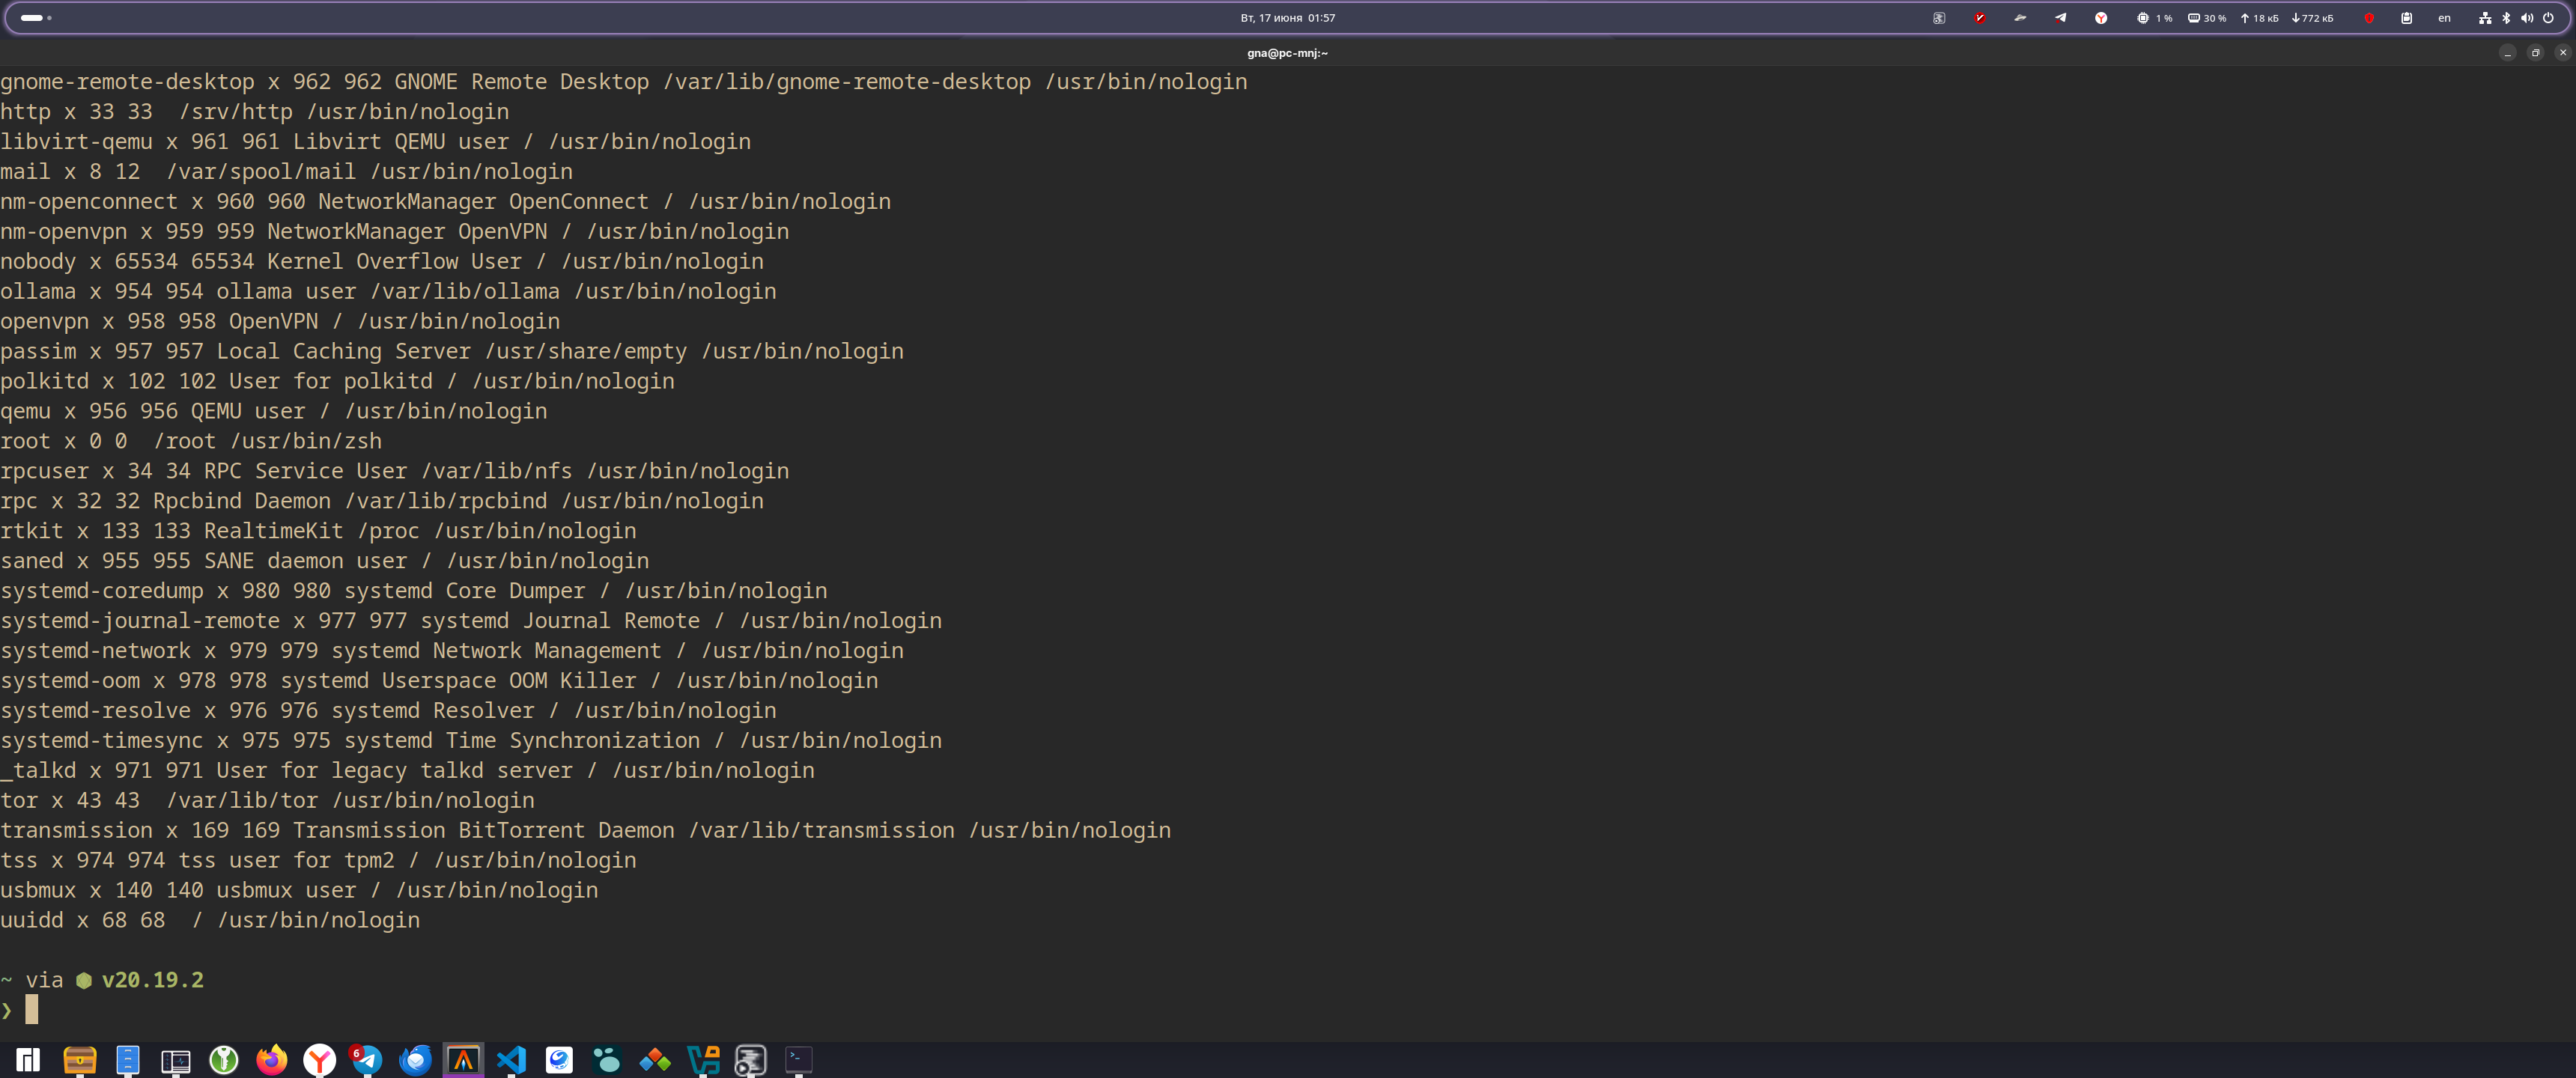 Вт, 17 июня 01:57
1 % 30 % 18 кБ 772 кБ en
gna@pc-mnj:~
gnome-remote-desktop x 962 962 GNOME Remote Desktop /var/lib/gnome-remote-desktop /usr/bin/nologin
http x 33 33  /srv/http /usr/bin/nologin
libvirt-qemu x 961 961 Libvirt QEMU user / /usr/bin/nologin
mail x 8 12  /var/spool/mail /usr/bin/nologin
nm-openconnect x 960 960 NetworkManager OpenConnect / /usr/bin/nologin
nm-openvpn x 959 959 NetworkManager OpenVPN / /usr/bin/nologin
nobody x 65534 65534 Kernel Overflow User / /usr/bin/nologin
ollama x 954 954 ollama user /var/lib/ollama /usr/bin/nologin
openvpn x 958 958 OpenVPN / /usr/bin/nologin
passim x 957 957 Local Caching Server /usr/share/empty /usr/bin/nologin
polkitd x 102 102 User for polkitd / /usr/bin/nologin
qemu x 956 956 QEMU user / /usr/bin/nologin
root x 0 0  /root /usr/bin/zsh
rpcuser x 34 34 RPC Service User /var/lib/nfs /usr/bin/nologin
rpc x 32 32 Rpcbind Daemon /var/lib/rpcbind /usr/bin/nologin
rtkit x 133 133 RealtimeKit /proc /usr/bin/nologin
saned x 955 955 SANE daemon user / /usr/bin/nologin
systemd-coredump x 980 980 systemd Core Dumper / /usr/bin/nologin
systemd-journal-remote x 977 977 systemd Journal Remote / /usr/bin/nologin
systemd-network x 979 979 systemd Network Management / /usr/bin/nologin
systemd-oom x 978 978 systemd Userspace OOM Killer / /usr/bin/nologin
systemd-resolve x 976 976 systemd Resolver / /usr/bin/nologin
systemd-timesync x 975 975 systemd Time Synchronization / /usr/bin/nologin
_talkd x 971 971 User for legacy talkd server / /usr/bin/nologin
tor x 43 43  /var/lib/tor /usr/bin/nologin
transmission x 169 169 Transmission BitTorrent Daemon /var/lib/transmission /usr/bin/nologin
tss x 974 974 tss user for tpm2 / /usr/bin/nologin
usbmux x 140 140 usbmux user / /usr/bin/nologin
uuidd x 68 68  / /usr/bin/nologin
~ via ⬢ v20.19.2
❯
6